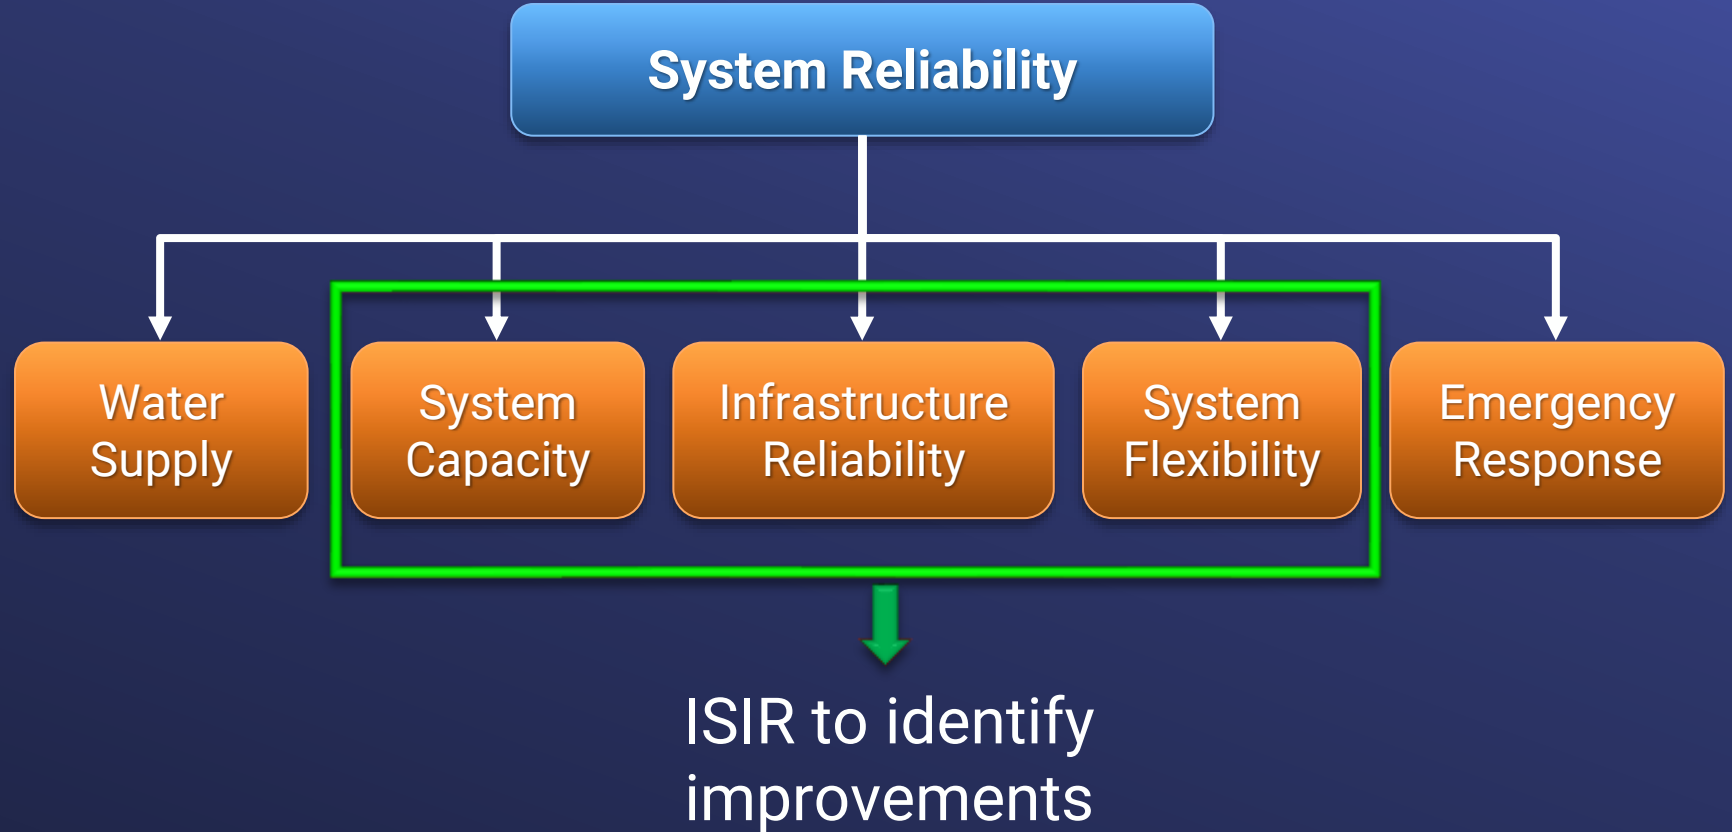 System Reliability
Water
Supply
System
Capacity
Infrastructure
Reliability
System
Flexibility
Emergency
Response
ISIR to identify
improvements